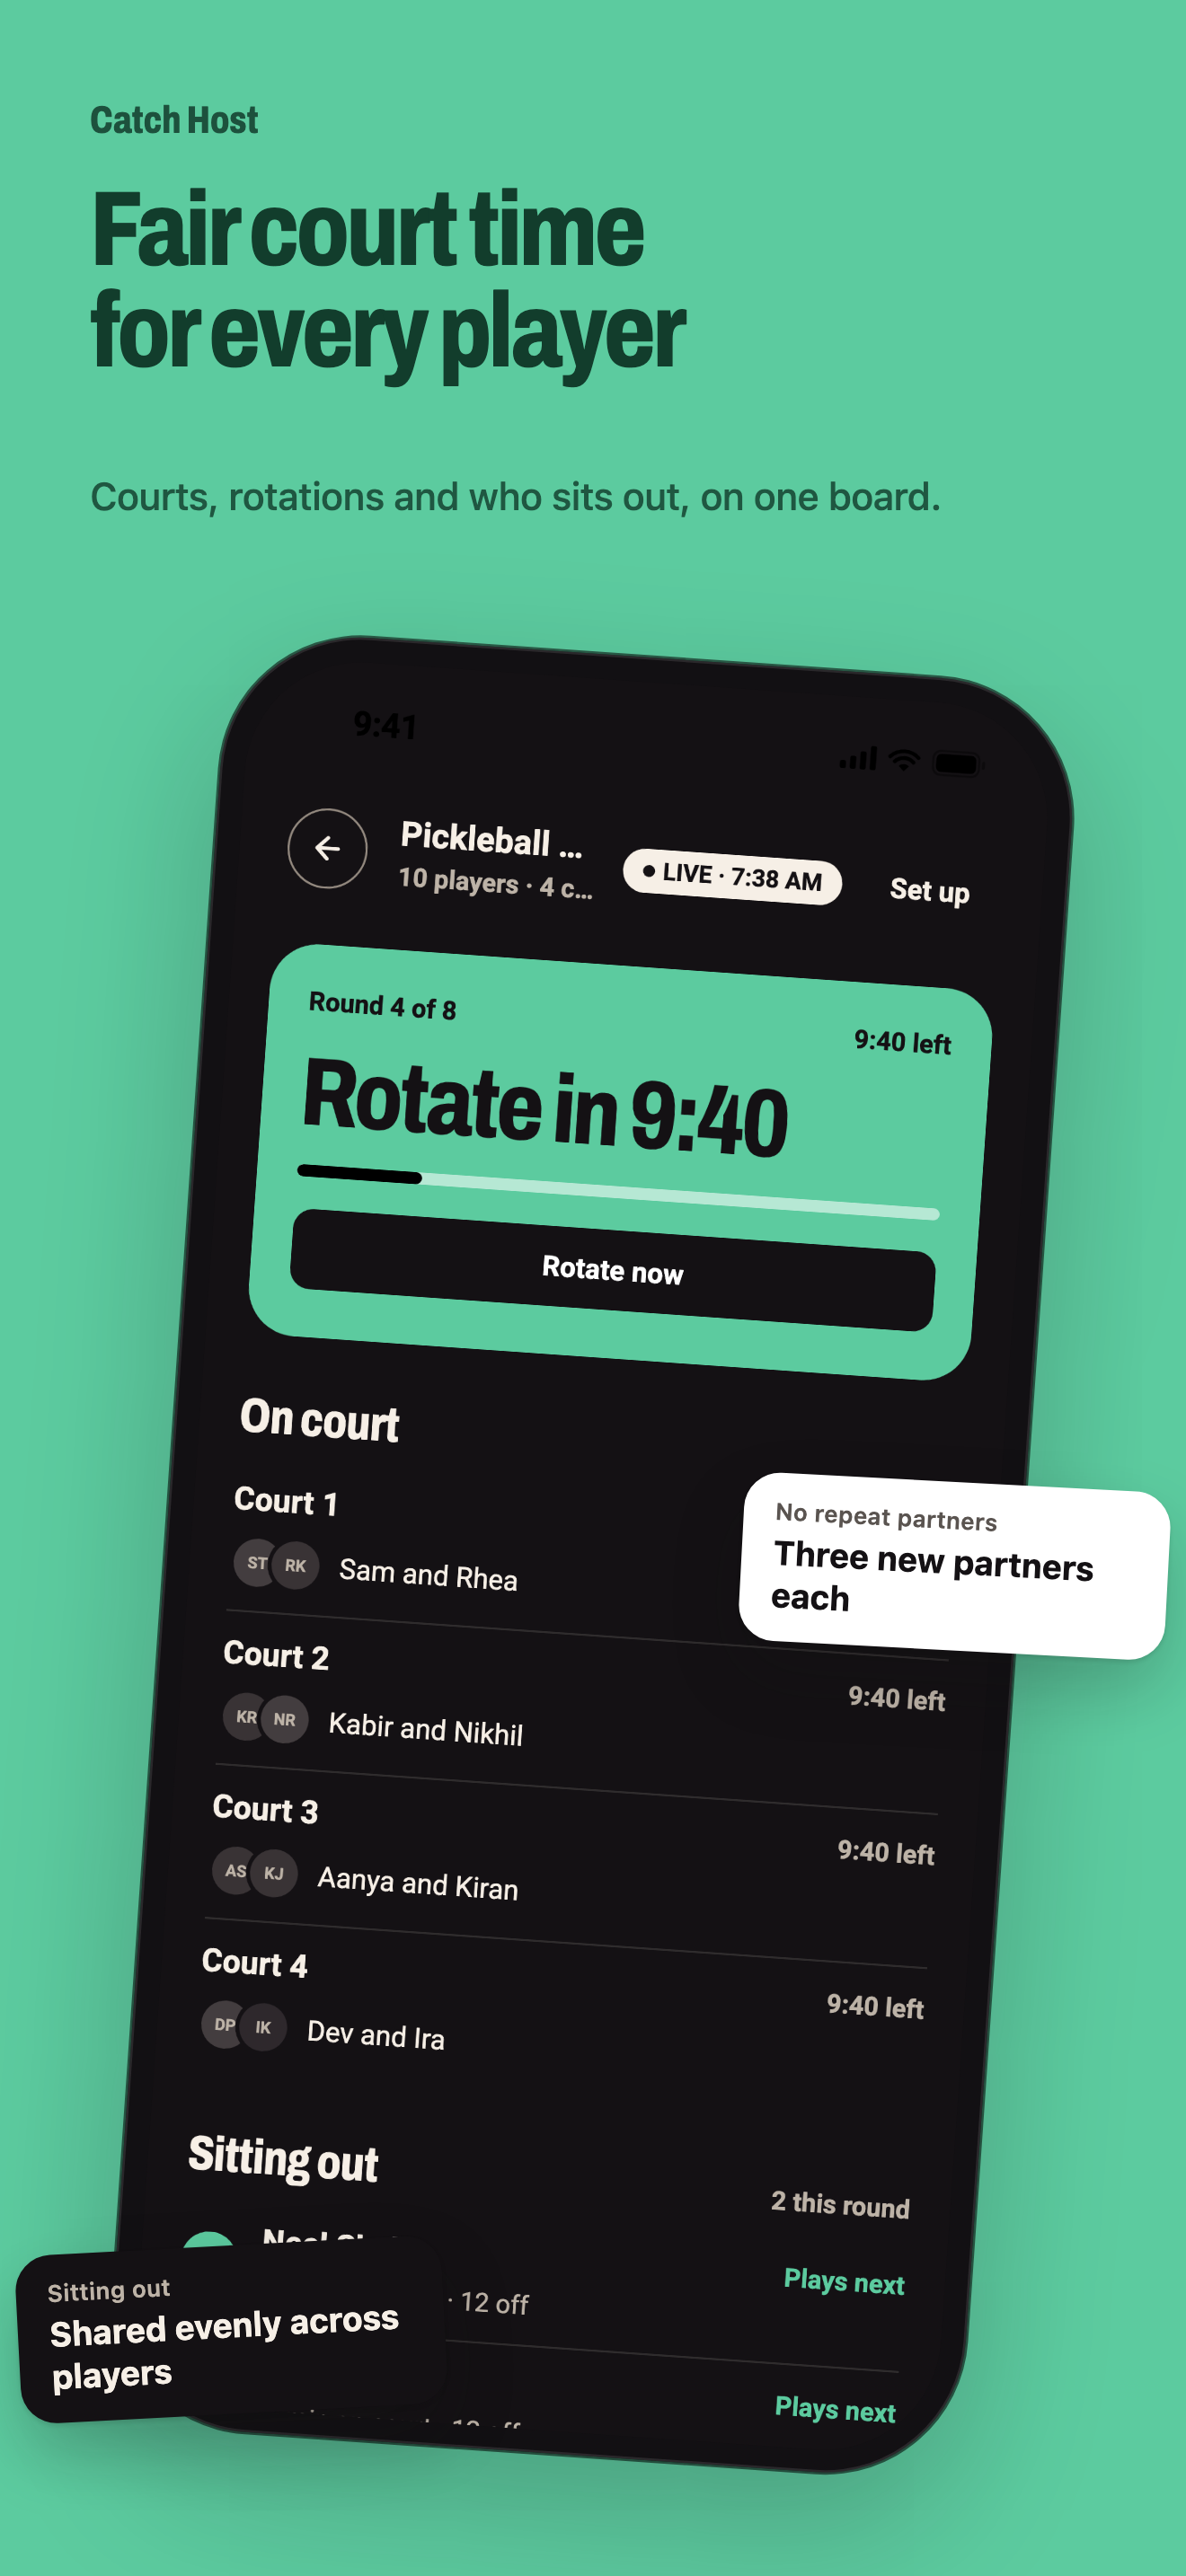 Catch Host
Fair court time
for every player
Courts, rotations and who sits out, on one board.
9:41
Pickleball ...
10 players · 4 c...
LIVE · 7:38 AM
Set up
Round 4 of 8
9:40 left
Rotate in 9:40
Rotate now
On court
Court 1
ST
RK
Sam and Rhea
No repeat partners
Three new partners
each
Court 2
9:40 left
KR
NR
Kabir and Nikhil
Court 3
9:40 left
AS
KJ
Aanya and Kiran
Court 4
9:40 left
DP
IK
Dev and Ira
Sitting out
2 this round
Plays next
· 12 off
Sitting out
Shared evenly across
players
Plays next